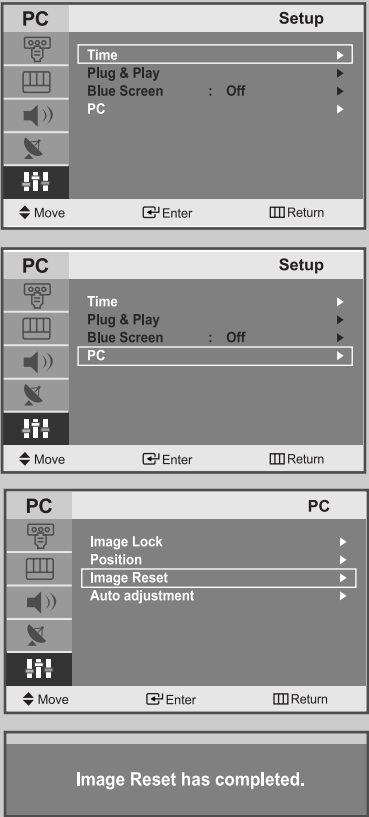 PC Setup
Time
Plug & Play
Blue Screen : Off
PC
Move Enter Return
PC Setup
Time
Plug & Play
Blue Screen : Off
PC
Move Enter Return
PC PC
Image Lock
Position
Image Reset
Auto adjustment
Move Enter Return
Image Reset has completed.